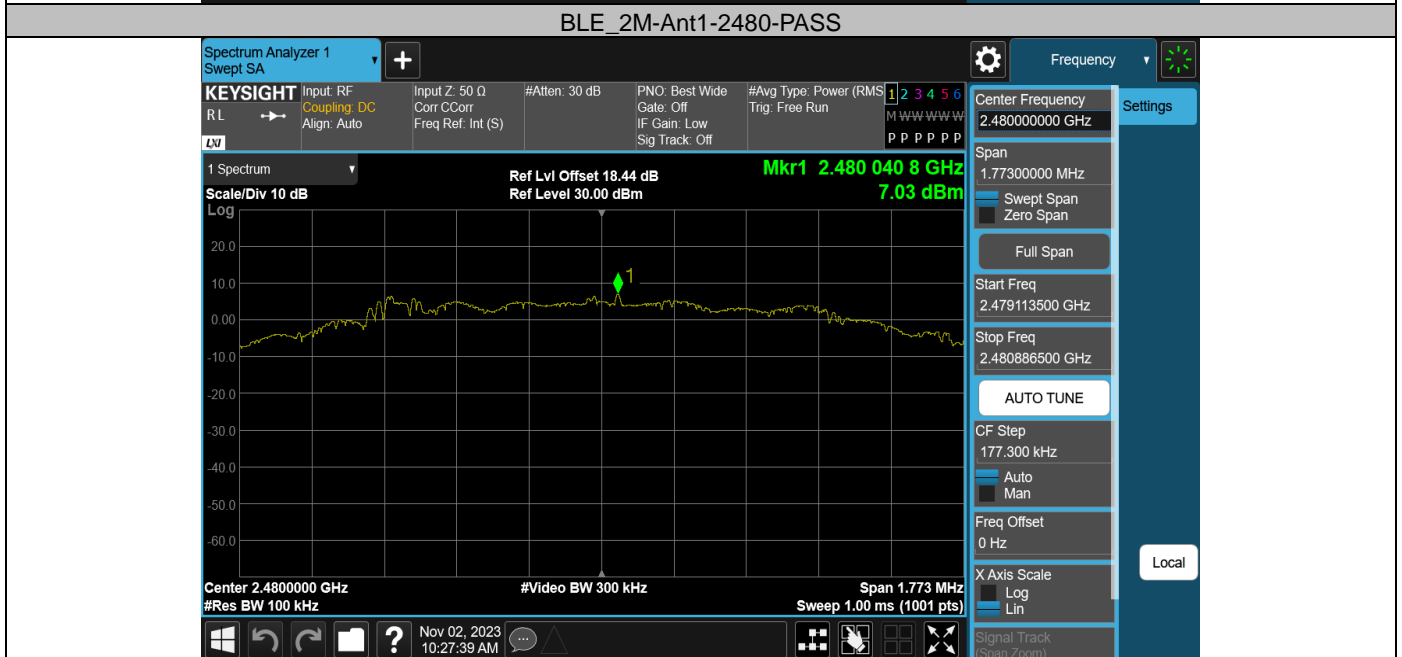 BLE_2M-Ant1-2480-PASS
Spectrum Analyzer 1
Swept SA
+
Frequency
KEYSIGHT
R L
LXI
Input: RF
Coupling: DC
Align: Auto
Input Z: 50 Ω
Corr CCorr
Freq Ref: Int (S)
#Atten: 30 dB
PNO: Best Wide
Gate: Off
IF Gain: Low
Sig Track: Off
#Avg Type: Power (RMS
Trig: Free Run
1 2 3 4 5 6
M W W W W W
P P P P P P
1 Spectrum
Scale/Div 10 dB
Ref Lvl Offset 18.44 dB
Ref Level 30.00 dBm
Mkr1 2.480 040 8 GHz
7.03 dBm
Log
20.0
10.0
0.00
-10.0
-20.0
-30.0
-40.0
-50.0
-60.0
1
Center 2.4800000 GHz
#Res BW 100 kHz
#Video BW 300 kHz
Span 1.773 MHz
Sweep 1.00 ms (1001 pts)
Center Frequency
2.480000000 GHz
Settings
Span
1.77300000 MHz
Swept Span
Zero Span
Full Span
Start Freq
2.479113500 GHz
Stop Freq
2.480886500 GHz
AUTO TUNE
CF Step
177.300 kHz
Auto
Man
Freq Offset
0 Hz
X Axis Scale
Log
Lin
Local
Signal Track
(Span Zoom)
?
Nov 02, 2023
10:27:39 AM